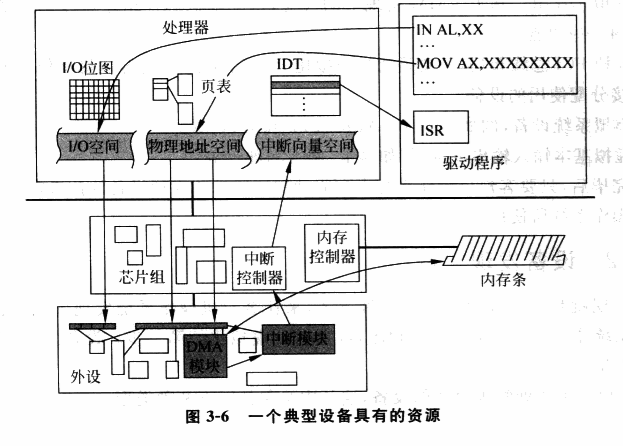 处理器
I/O位图
页表
IDT
IN AL,XX
…
MOV AX,XXXXXXXX
…
ISR
驱动程序
I/O空间
物理地址空间
中断向量空间
芯片组
中断
控制器
内存
控制器
内存条
外设
DMA
模块
中断模块
图 3-6 一个典型设备具有的资源